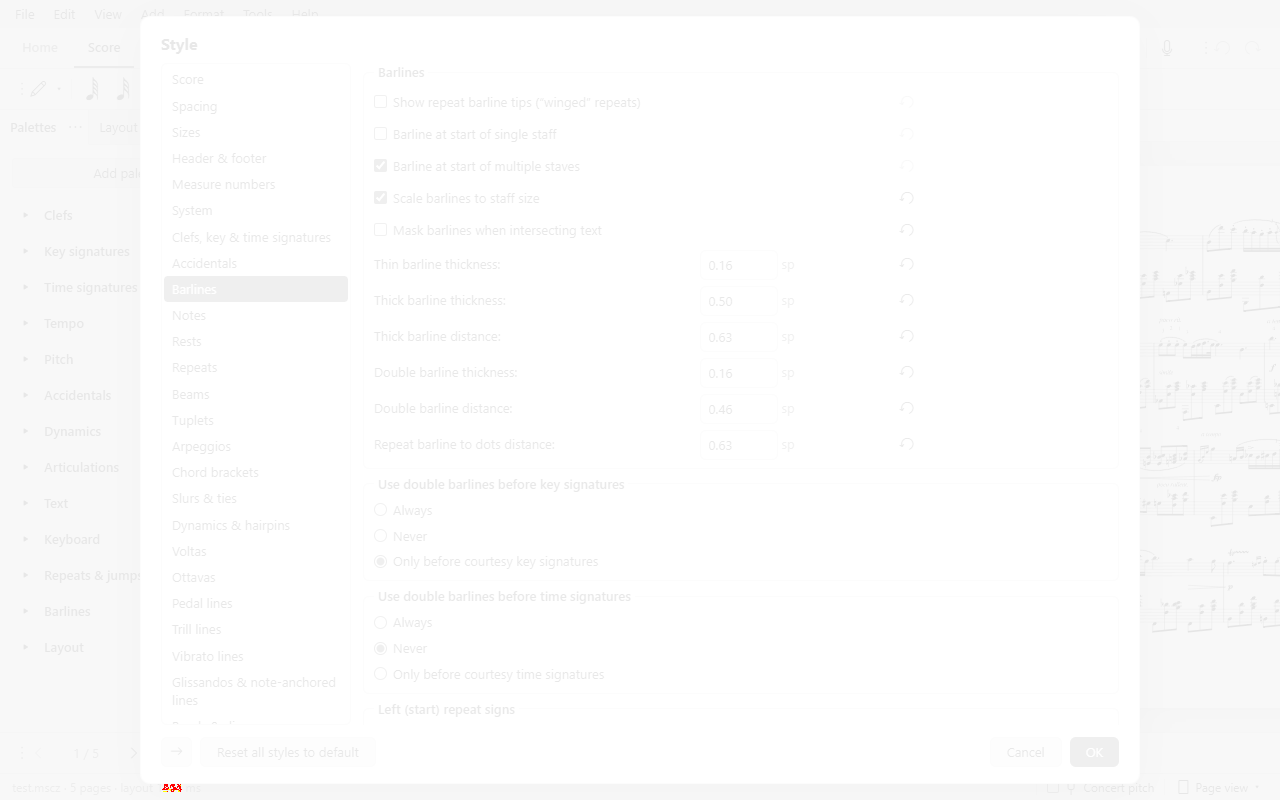 File Edit View Add Format Tools Help
Home Score
Palettes ··· Layout
Clefs
Key signatures
Time signatures
Tempo
Pitch
Accidentals
Dynamics
Articulations
Text
Keyboard
Repeats & jumps
Barlines
Layout
1 / 5
test.mscz · 5 pages · layout
Style
Score
Spacing
Sizes
Header & footer
Measure numbers
System
Clefs, key & time signatures
Accidentals
Barlines
Notes
Rests
Repeats
Beams
Tuplets
Arpeggios
Chord brackets
Slurs & ties
Dynamics & hairpins
Voltas
Ottavas
Pedal lines
Trill lines
Vibrato lines
Glissandos & note-anchored
lines
Barlines
Show repeat barline tips ("winged" repeats)
Barline at start of single staff
Barline at start of multiple staves
Scale barlines to staff size
Mask barlines when intersecting text
Thin barline thickness: 0.16 sp
Thick barline thickness: 0.50 sp
Thick barline distance: 0.63 sp
Double barline thickness: 0.16 sp
Double barline distance: 0.46 sp
Repeat barline to dots distance: 0.63 sp
Use double barlines before key signatures
Always
Never
Only before courtesy key signatures
Use double barlines before time signatures
Always
Never
Only before courtesy time signatures
Left (start) repeat signs
Reset all styles to default
Cancel OK
Concert pitch Page view